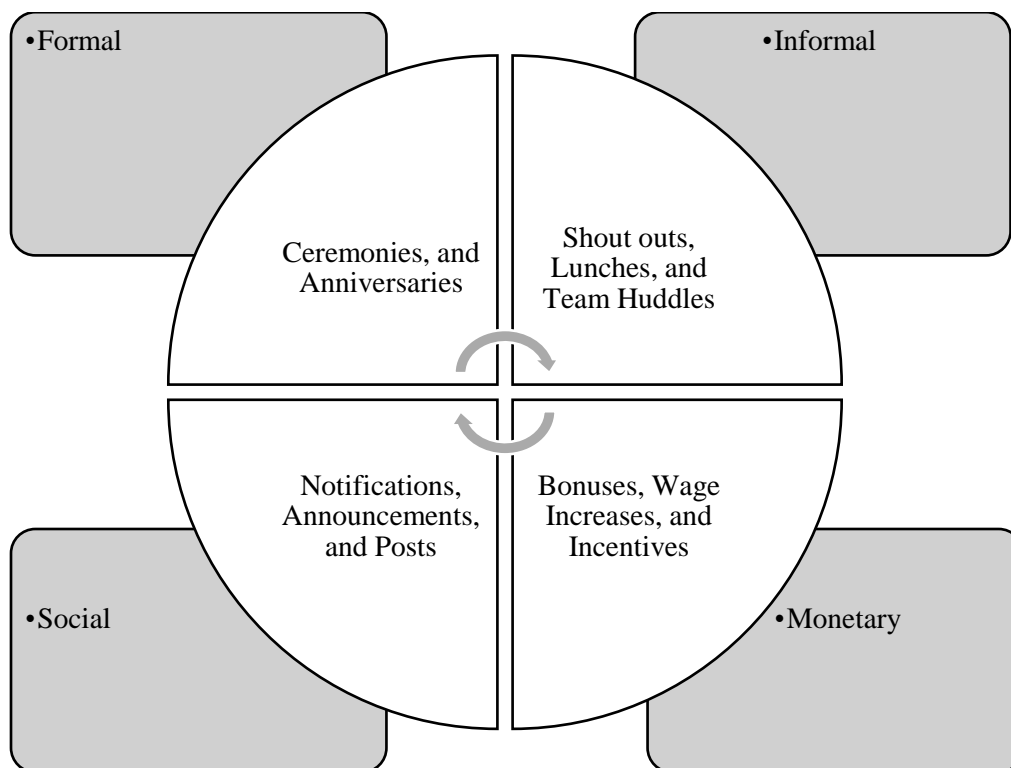 •Formal
•Informal
Ceremonies, and
Anniversaries
Shout outs,
Lunches, and
Team Huddles
Notifications,
Announcements,
and Posts
Bonuses, Wage
Increases, and
Incentives
•Social
•Monetary